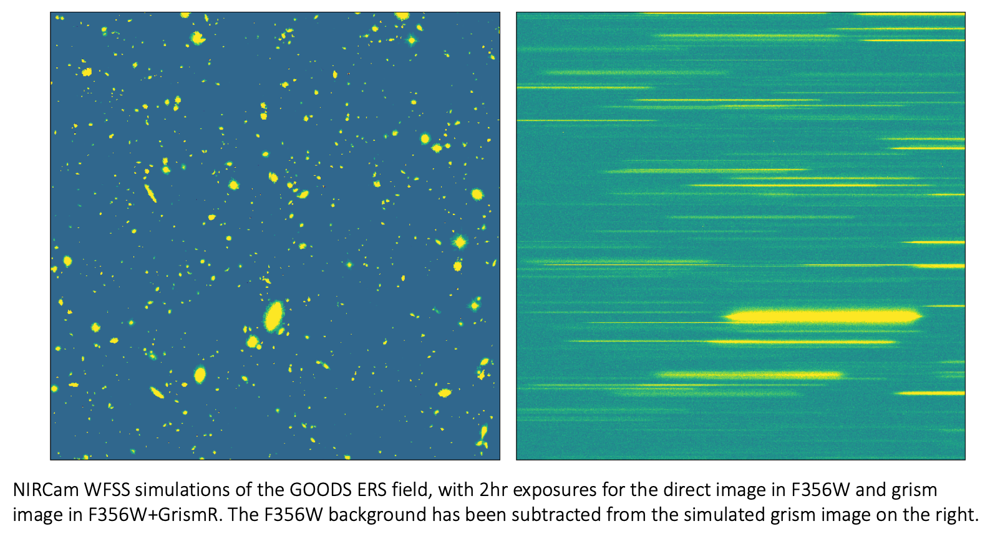 NIRCam WFSS simulations of the GOODS ERS field, with 2hr exposures for the direct image in F356W and grism
image in F356W+GrismR. The F356W background has been subtracted from the simulated grism image on the right.